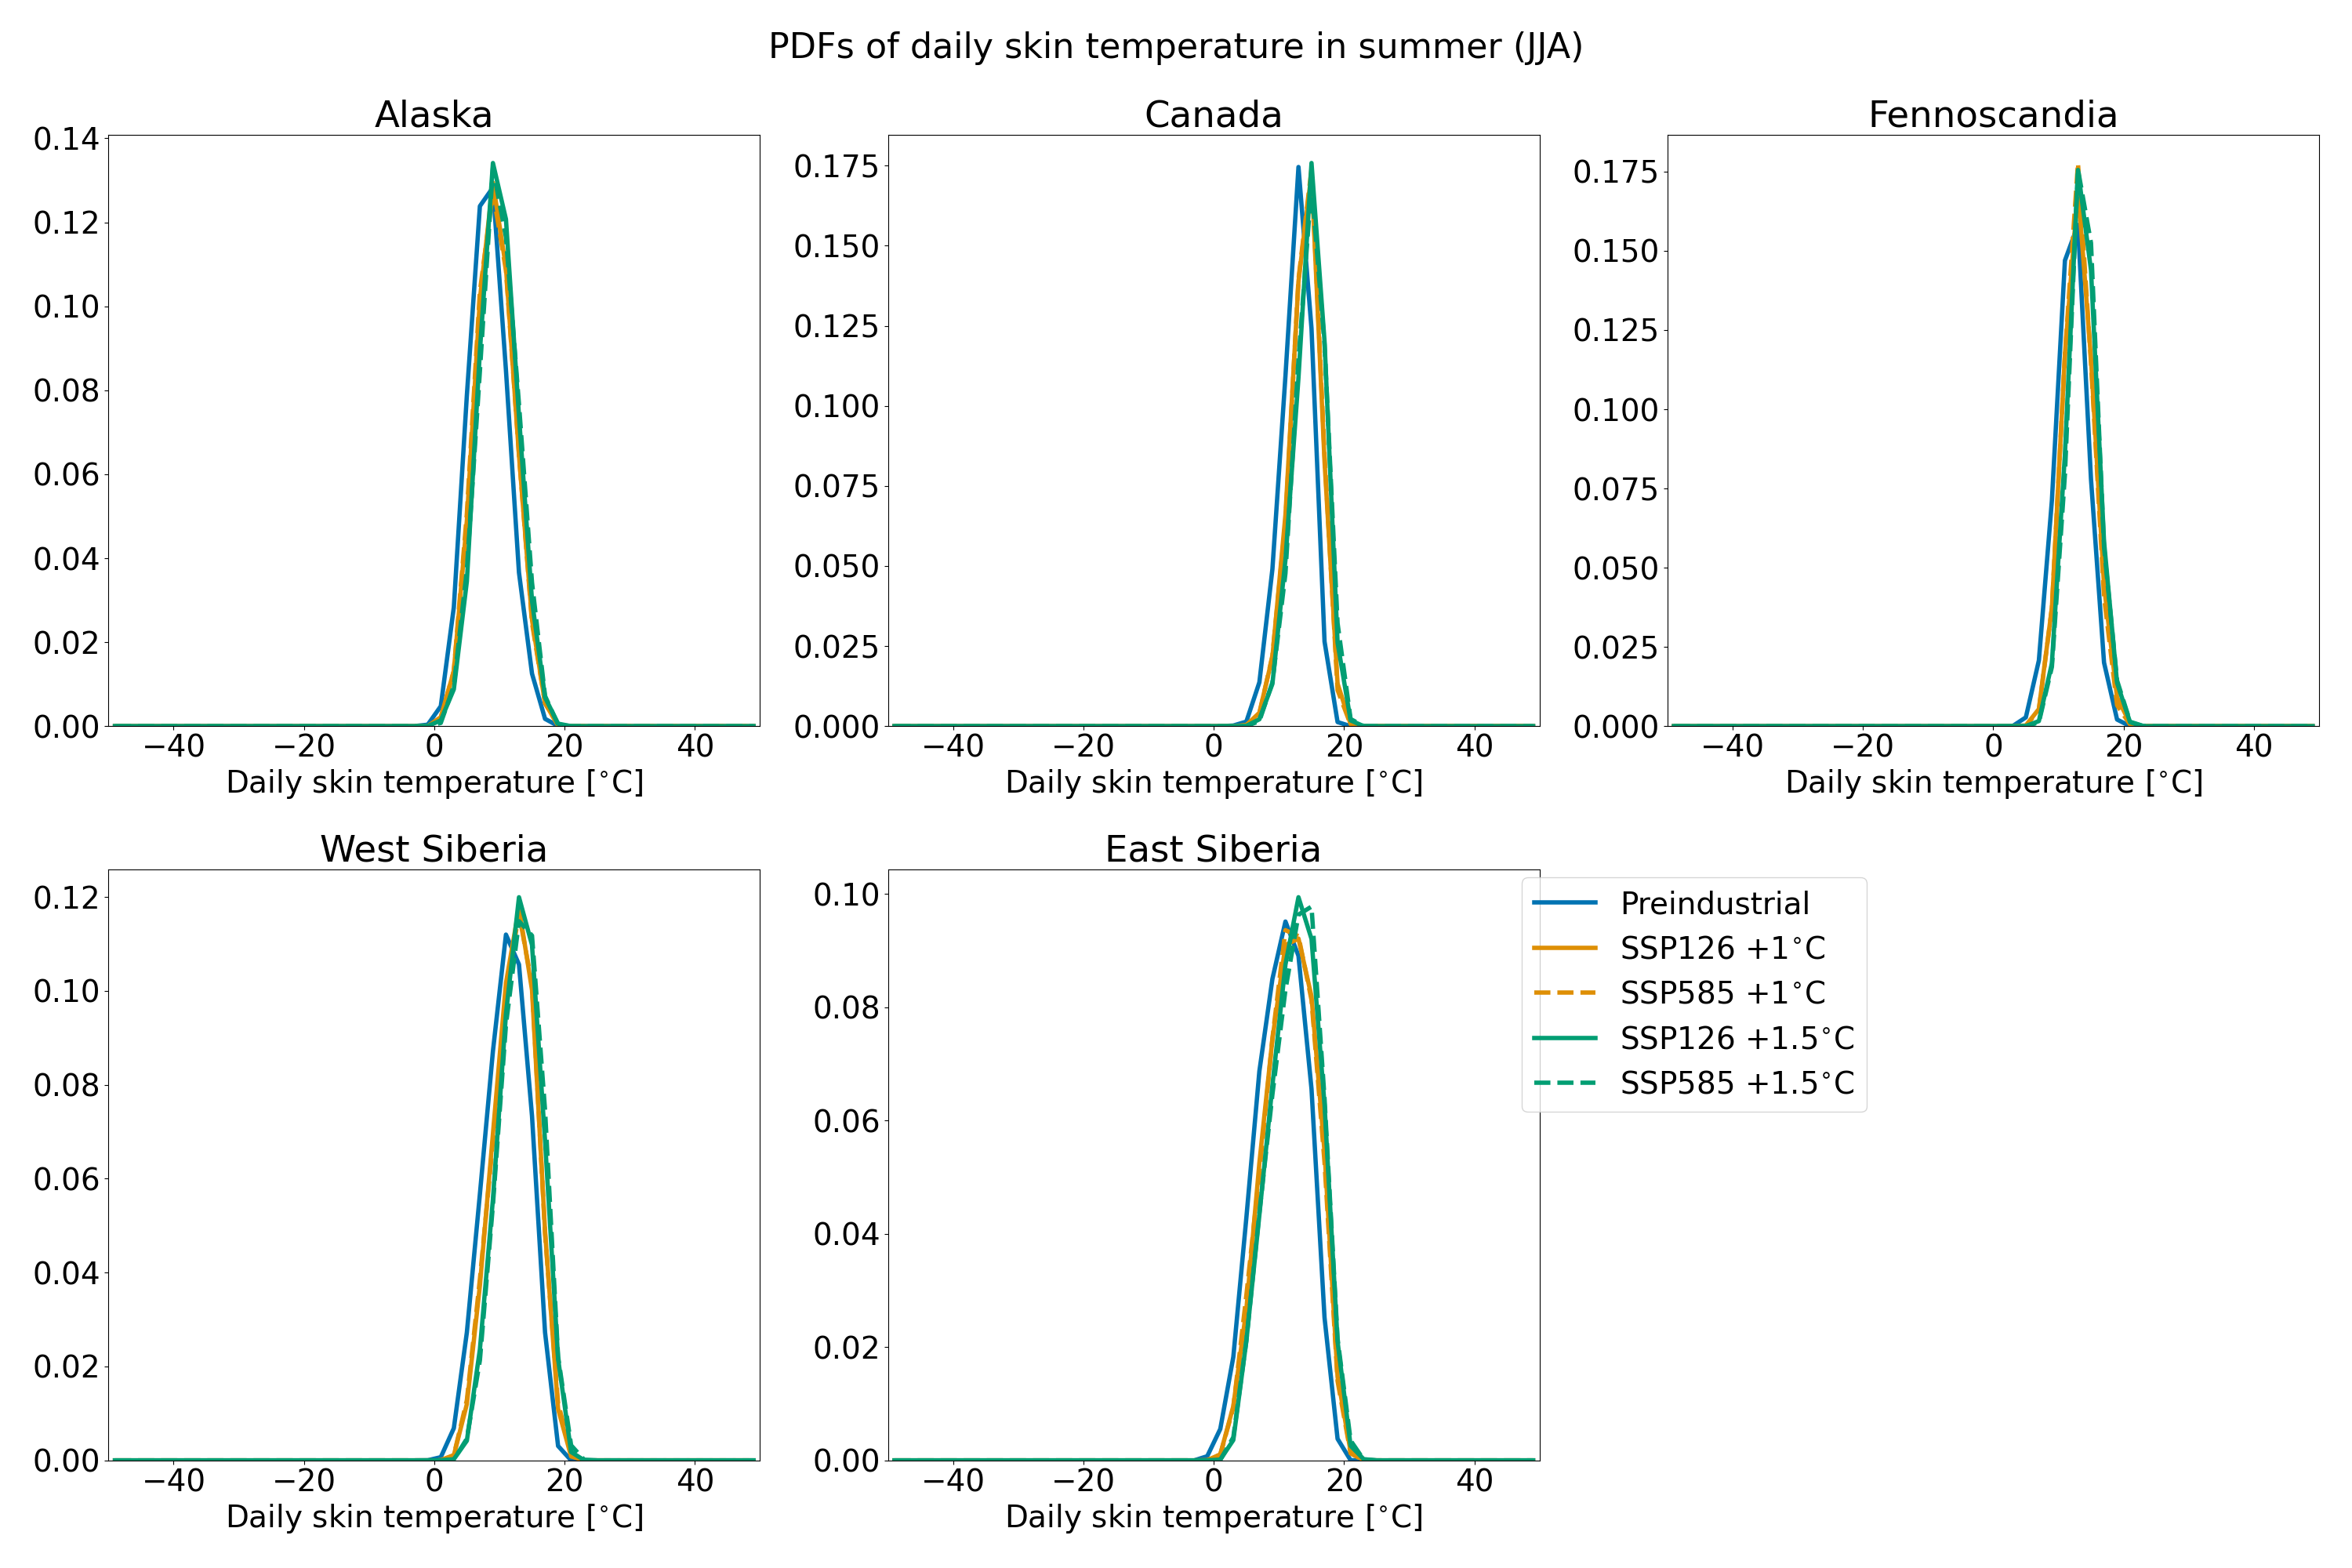 PDFs of daily skin temperature in summer (JJA)
Alaska
0.14
0.12
0.10
0.08
0.06
0.04
0.02
0.00
−40 −20 0 20 40
Daily skin temperature [°C]
Canada
0.175
0.150
0.125
0.100
0.075
0.050
0.025
0.000
−40 −20 0 20 40
Daily skin temperature [°C]
Fennoscandia
0.175
0.150
0.125
0.100
0.075
0.050
0.025
0.000
−40 −20 0 20 40
Daily skin temperature [°C]
West Siberia
0.12
0.10
0.08
0.06
0.04
0.02
0.00
−40 −20 0 20 40
Daily skin temperature [°C]
East Siberia
0.10
0.08
0.06
0.04
0.02
0.00
−40 −20 0 20 40
Daily skin temperature [°C]
Preindustrial
SSP126 +1°C
SSP585 +1°C
SSP126 +1.5°C
SSP585 +1.5°C